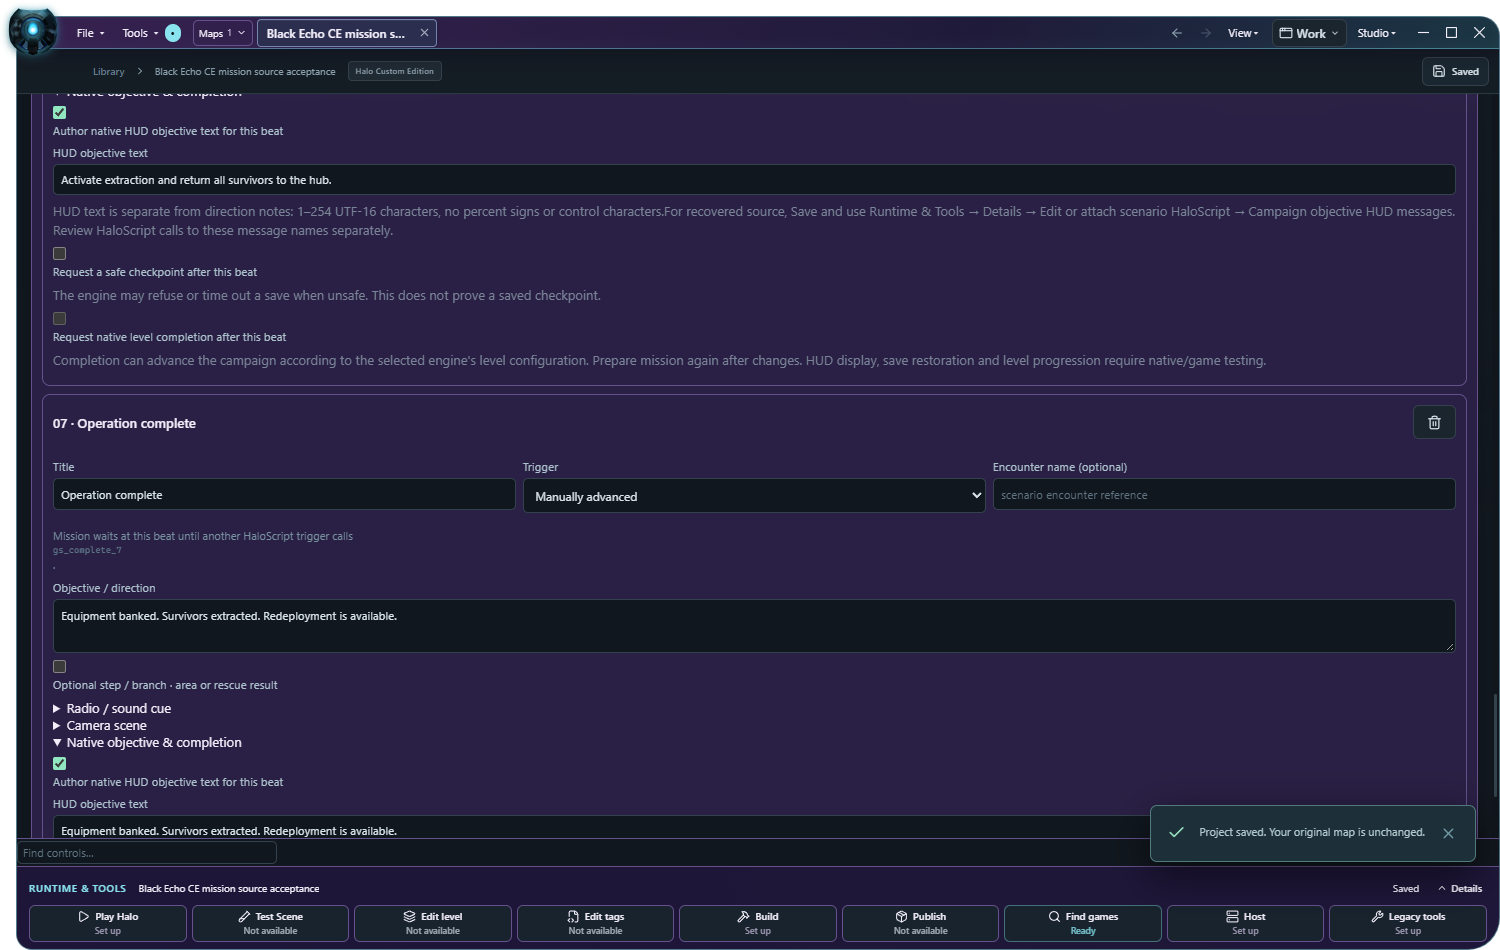 File
Tools
Maps 1
Black Echo CE mission s...
View
Work
Studio
Library
Black Echo CE mission source acceptance
Halo Custom Edition
Saved
Native objective & completion
Author native HUD objective text for this beat
HUD objective text
Activate extraction and return all survivors to the hub.
HUD text is separate from direction notes: 1–254 UTF-16 characters, no percent signs or control characters.For recovered source, Save and use Runtime & Tools → Details → Edit or attach scenario HaloScript → Campaign objective HUD messages.
Review HaloScript calls to these message names separately.
Request a safe checkpoint after this beat
The engine may refuse or time out a save when unsafe. This does not prove a saved checkpoint.
Request native level completion after this beat
Completion can advance the campaign according to the selected engine's level configuration. Prepare mission again after changes. HUD display, save restoration and level progression require native/game testing.
07 · Operation complete
Title
Trigger
Encounter name (optional)
Operation complete
Manually advanced
scenario encounter reference
Mission waits at this beat until another HaloScript trigger calls
gs_complete_7
.
Objective / direction
Equipment banked. Survivors extracted. Redeployment is available.
Optional step / branch · area or rescue result
Radio / sound cue
Camera scene
Native objective & completion
Author native HUD objective text for this beat
HUD objective text
Equipment banked. Survivors extracted. Redeployment is available.
Project saved. Your original map is unchanged.
Find controls...
RUNTIME & TOOLS
Black Echo CE mission source acceptance
Saved
Details
Play Halo
Set up
Test Scene
Not available
Edit level
Not available
Edit tags
Not available
Build
Set up
Publish
Not available
Find games
Ready
Host
Set up
Legacy tools
Set up